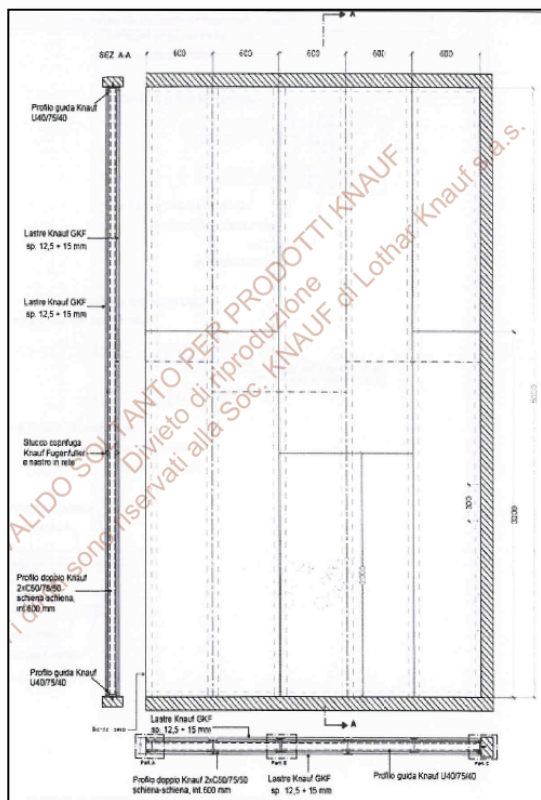 A
SEZ A-A
600
600
600
600
600
Profilo guida Knauf
U40/75/40
Lastre Knauf GKF
sp. 12,5 + 15 mm
Lastre Knauf GKF
sp. 12,5 + 15 mm
Stucco coprifuga
Knauf Fugenfuller
e nastro in rete
Profilo doppio Knauf
2xC50/75/50
schiena-schiena,
int.600 mm
Profilo guida Knauf
U40/75/40
VALIDO SOLTANTO PER PRODOTTI KNAUF
Divieto di riproduzione
sono riservati alla Soc. KNAUF di Lothar Knauf s.a.s.
300
A
Lastre Knauf GKF
sp. 12,5 + 15 mm
Part. A
Part. B
Part. C
Profilo doppio Knauf 2xC50/75/50
schiena-schiena, int.600 mm
Lastre Knauf GKF
sp. 12,5 + 15 mm
Profilo guida Knauf U40/75/40